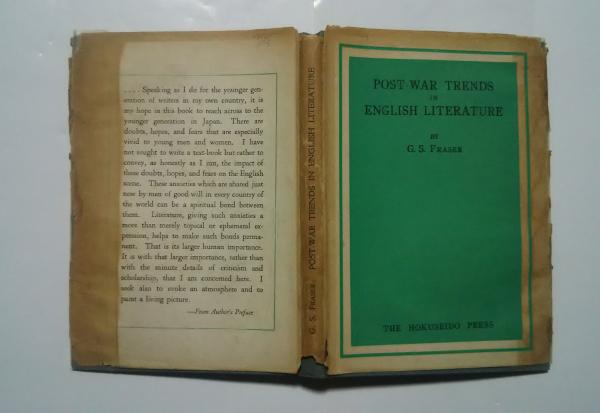 .... Speaking as I do for the younger gen-
eration of writers in my own country, it is
my hope in this book to reach across to the
younger generation in Japan. There are
doubts, hopes, and fears that are especially
vivid to young men and women. I have
not sought to write a text-book but rather to
convey, as honestly as I can, the impact of
those doubts, hopes, and fears on the English
scene. These anxieties which are shared just
now by men of good will in every country of
the world can be a spiritual bond between
them. Literature, giving such anxieties a
more than merely topical or ephemeral ex-
pression, helps to make such bonds perma-
nent. That is its larger human importance.
It is with that larger importance, rather than
with the minute details of criticism and
scholarship, that I am concerned here. I
seek also to evoke an atmosphere and to
paint a living picture.
—From Author's Preface
G. S. FRASER: POST-WAR TRENDS IN ENGLISH LITERATURE
POST-WAR TRENDS
IN
ENGLISH LITERATURE
BY
G. S. FRASER
THE HOKUSEIDO PRESS